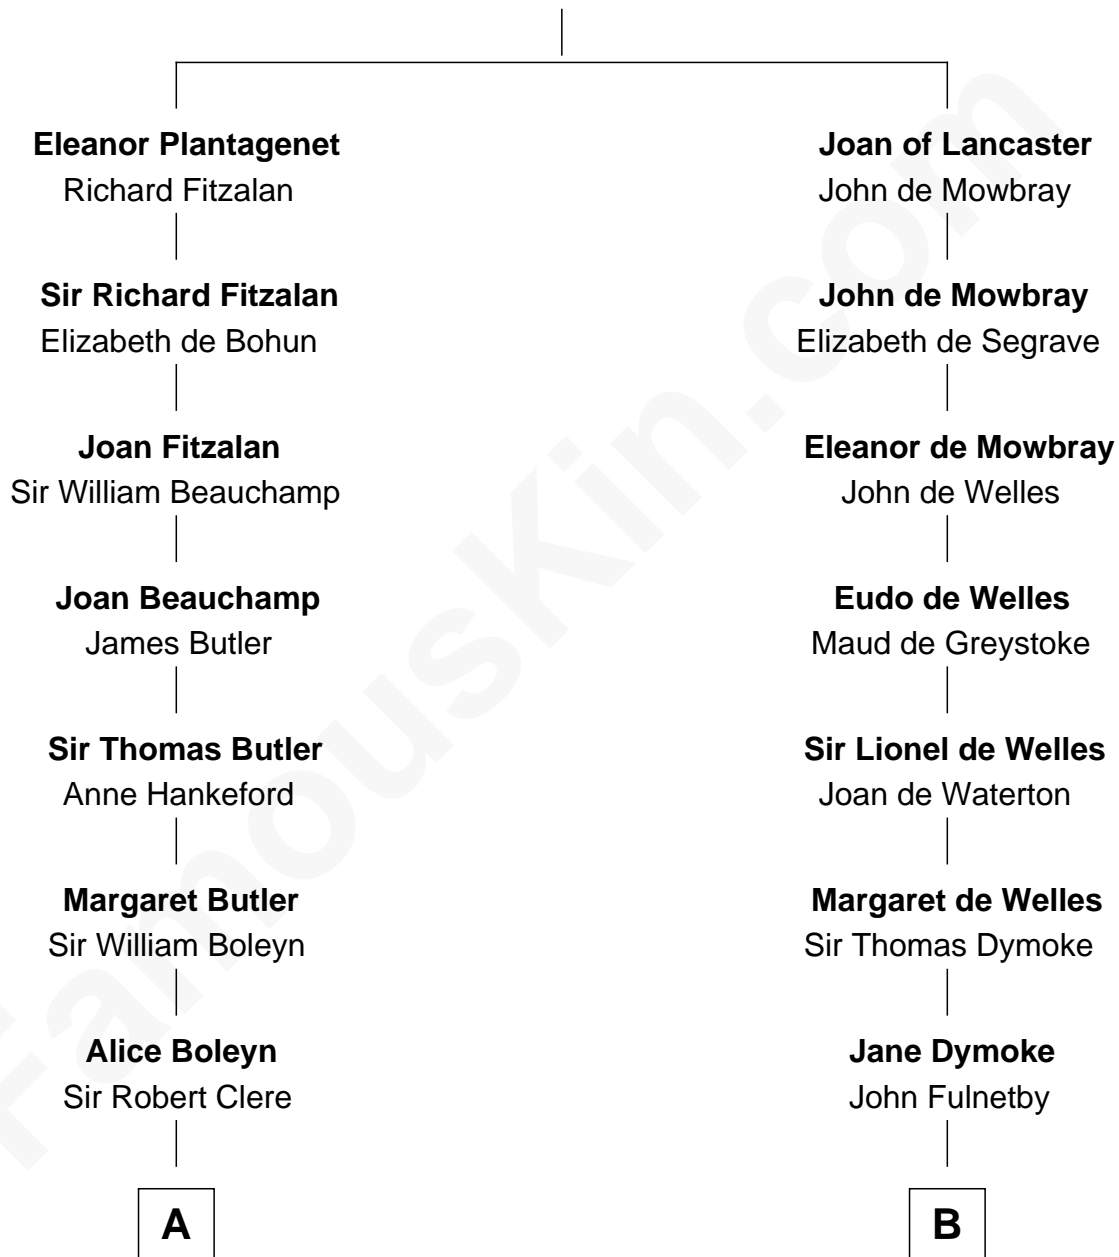 Eleanor Plantagenet
Richard Fitzalan
Sir Richard Fitzalan
Elizabeth de Bohun
Joan Fitzalan
Sir William Beauchamp
Joan Beauchamp
James Butler
Sir Thomas Butler
Anne Hankeford
Margaret Butler
Sir William Boleyn
Alice Boleyn
Sir Robert Clere
A
Joan of Lancaster
John de Mowbray
John de Mowbray
Elizabeth de Segrave
Eleanor de Mowbray
John de Welles
Eudo de Welles
Maud de Greystoke
Sir Lionel de Welles
Joan de Waterton
Margaret de Welles
Sir Thomas Dymoke
Jane Dymoke
John Fulnetby
B
FamousKin.com